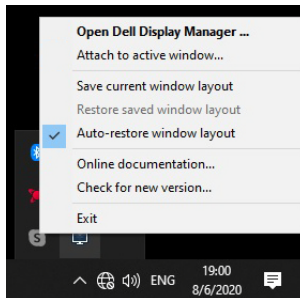 Open Dell Display Manager ...
Attach to active window...
Save current window layout
Restore saved window layout
Auto-restore window layout
Online documentation...
Check for new version...
Exit
S
ENG
19:00
8/6/2020